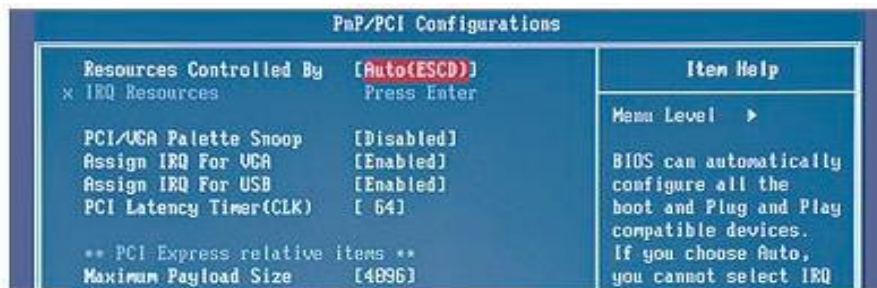 PnP/PCI Configurations
Resources Controlled By [Auto(ESCD)]
x IRQ Resources Press Enter
PCI/VGA Palette Snoop [Disabled]
Assign IRQ For VGA [Enabled]
Assign IRQ For USB [Enabled]
PCI Latency Timer(CLK) [ 64]
** PCI Express relative items **
Maximum Payload Size [4096]
Item Help
Menu Level ►
BIOS can automatically
configure all the
boot and Plug and Play
compatible devices.
If you choose Auto,
you cannot select IRQ